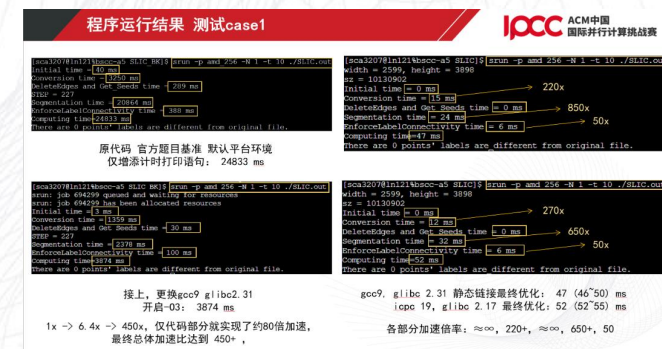 程序运行结果 测试case1
IPCC ACM中国
国际并行计算挑战赛
[sca3207@ln121%bscc-a5 SLIC_BK]$ srun -p amd_256 -N 1 -t 10 ./SLIC.out
Initial time = 40 ms
Conversion time = 3250 ms
DeleteEdges and Get_Seeds time = 289 ms
STEP = 227
Segmentation time = 20864 ms
EnforceLabelConnectivity time = 380 ms
Computing time=24833 ms
There are 0 points' labels are different from original file.
原代码 官方题目基准 默认平台环境
仅增添计时打印语句: 24833 ms
[sca3207@ln121%bscc-a5 SLIC]$ srun -p amd_256 -N 1 -t 10 ./SLIC.out
width = 2599, height = 3898
sz = 10130902
Initial time = 0 ms
220x
Conversion time = 15 ms
DeleteEdges and Get Seeds time = 0 ms
850x
Segmentation time = 24 ms
EnforceLabelConnectivity time = 6 ms
50x
Computing time=47 ms
There are 0 points' labels are different from original file.
[sca3207@ln121%bscc-a5 SLIC_BK]$ srun -p amd_256 -N 1 -t 10 ./SLIC.out
srun: job 694299 queued and waiting for resources
srun: job 694299 has been allocated resources
Initial time = 3 ms
Conversion time = 1359 ms
DeleteEdges and Get_Seeds time = 30 ms
STEP = 227
Segmentation time = 2378 ms
EnforceLabelConnectivity time = 100 ms
Computing time=3874 ms
There are 0 points' labels are different from original file.
接上,更换gcc9 glibc2.31
开启-O3: 3874 ms
1x -> 6.4x -> 450x,仅代码部分就实现了约80倍加速,
最终总体加速比达到 450+ ,
[sca3207@ln121%bscc-a5 SLIC]$ srun -p amd_256 -N 1 -t 10 ./SLIC.out
width = 2599, height = 3898
sz = 10130902
Initial time = 0 ms
270x
Conversion time = 12 ms
DeleteEdges and Get Seeds time = 0 ms
650x
Segmentation time = 32 ms
EnforceLabelConnectivity time = 6 ms
50x
Computing time=52 ms
There are 0 points' labels are different from original file.
gcc9. glibc 2.31 静态链接最终优化: 47 (46~50) ms
icpc 19, glibc 2.17 最终优化: 52 (52~55) ms
各部分加速倍率: ≈∞, 220+, ≈∞, 650+, 50